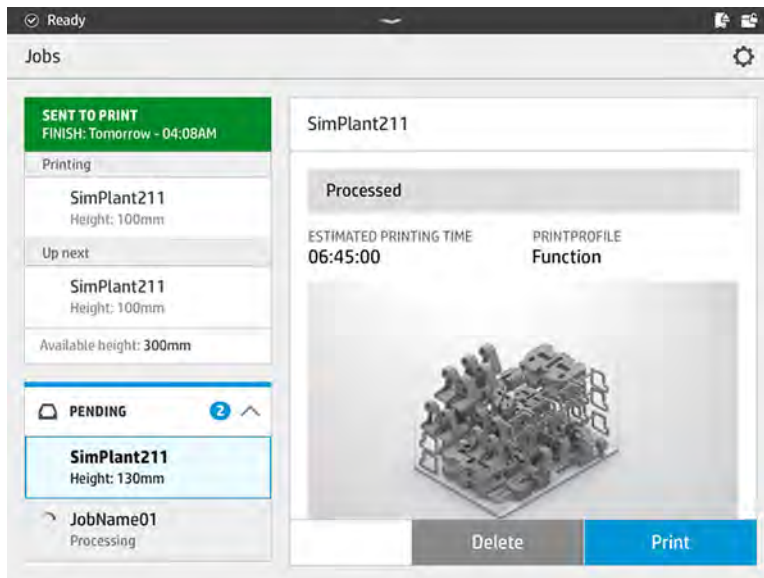 Ready
Jobs
SENT TO PRINT
FINISH: Tomorrow - 04:08AM
Printing
SimPlant211
Height: 100mm
Up next
SimPlant211
Height: 100mm
Available height: 300mm
PENDING 2
SimPlant211
Height: 130mm
JobName01
Processing
SimPlant211
Processed
ESTIMATED PRINTING TIME PRINTPROFILE
06:45:00 Function
Delete Print